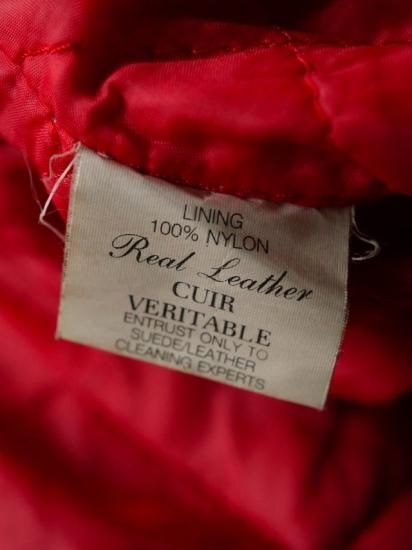 LINING
100% NYLON
Real Leather
CUIR
VERITABLE
ENTRUST ONLY TO
SUEDE/LEATHER
CLEANING EXPERTS